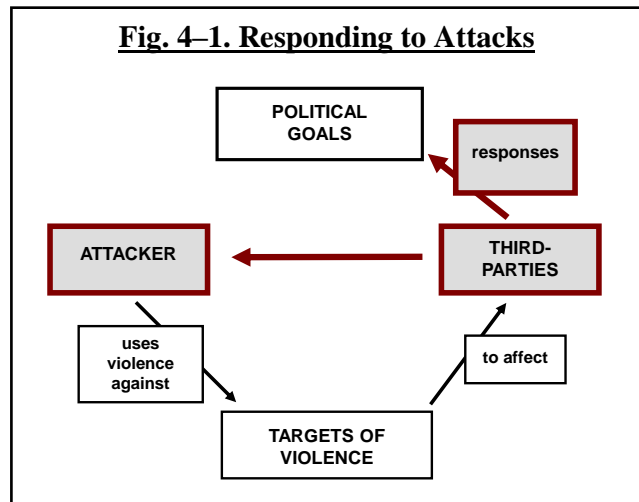 Fig. 4–1. Responding to Attacks
POLITICAL
GOALS
responses
ATTACKER
THIRD-
PARTIES
uses
violence
against
to affect
TARGETS OF
VIOLENCE